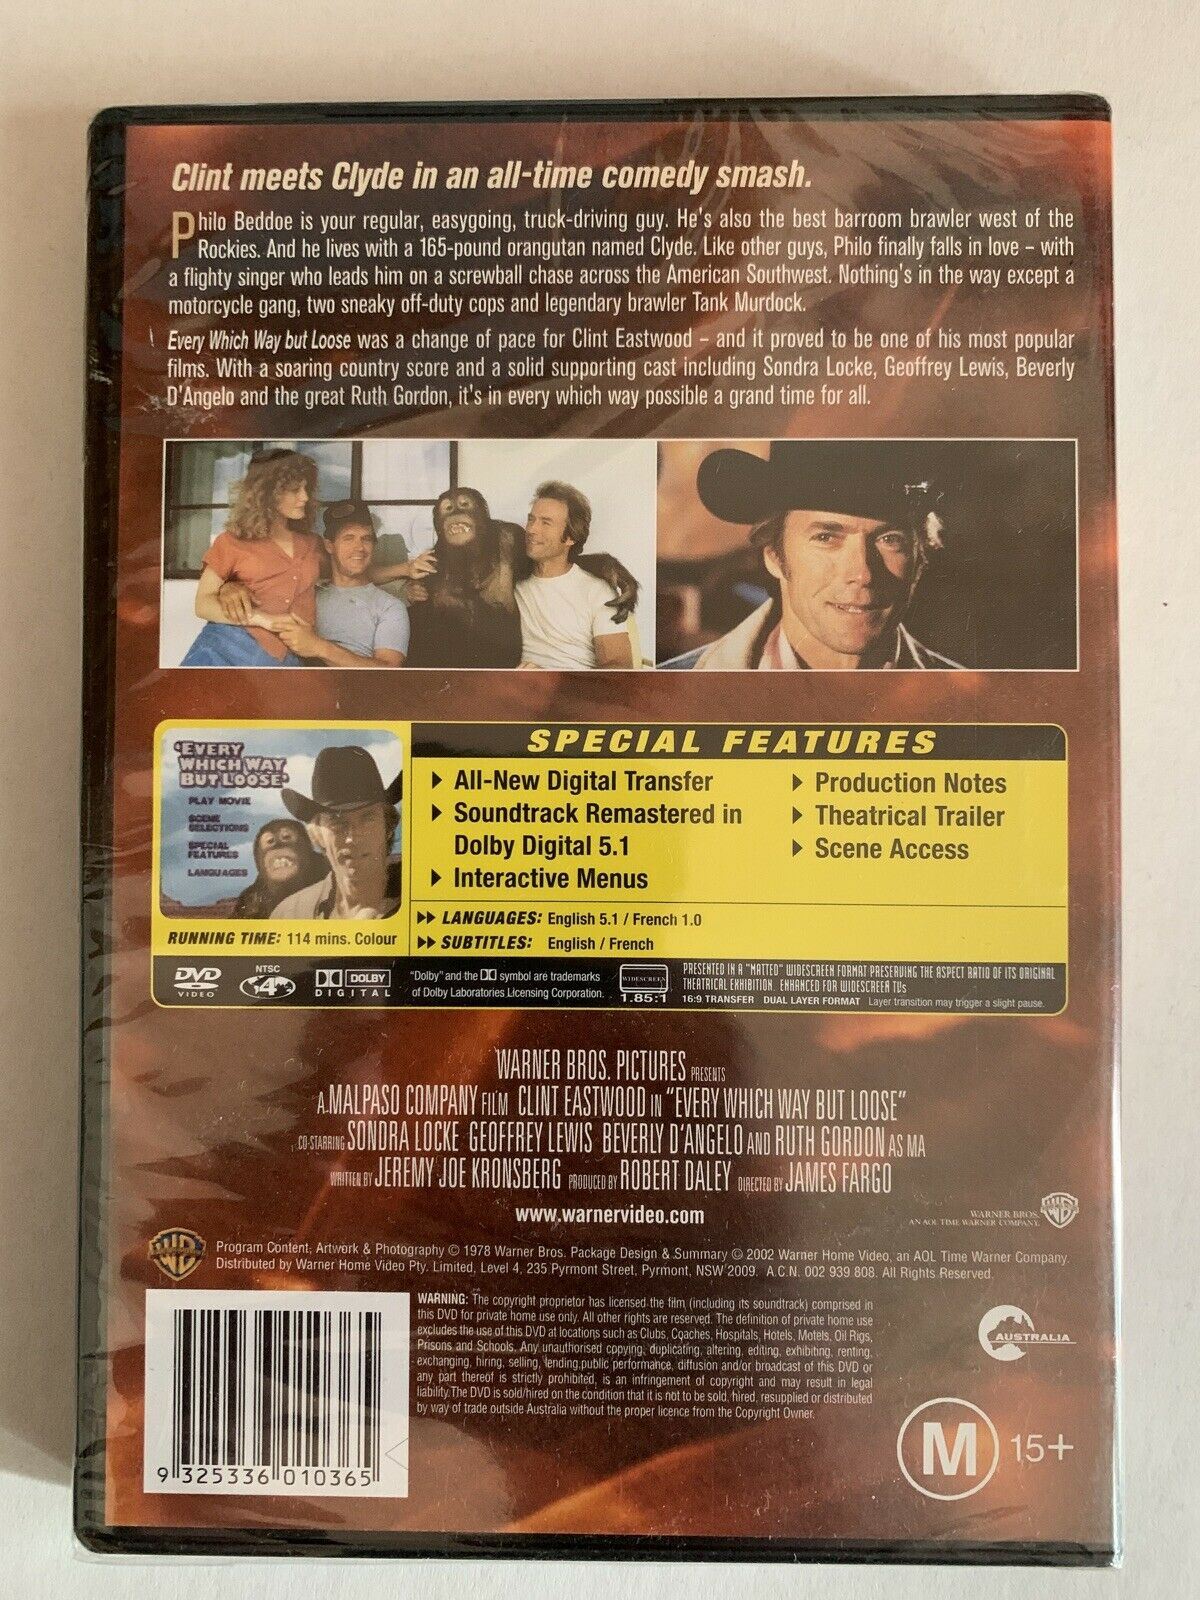 Clint meets Clyde in an all-time comedy smash.
Philo Beddoe is your regular, easygoing, truck-driving guy. He's also the best barroom brawler west of the
Rockies. And he lives with a 165-pound orangutan named Clyde. Like other guys, Philo finally falls in love – with
a flighty singer who leads him on a screwball chase across the American Southwest. Nothing's in the way except a
motorcycle gang, two sneaky off-duty cops and legendary brawler Tank Murdock.
Every Which Way but Loose was a change of pace for Clint Eastwood – and it proved to be one of his most popular
films. With a soaring country score and a solid supporting cast including Sondra Locke, Geoffrey Lewis, Beverly
D'Angelo and the great Ruth Gordon, it's in every which way possible a grand time for all.
'EVERY
WHICH WAY
BUT LOOSE'
PLAY MOVIE
SCENE
SELECTIONS
SPECIAL
FEATURES
LANGUAGES
RUNNING TIME: 114 mins. Colour
SPECIAL FEATURES
All-New Digital Transfer
Soundtrack Remastered in
Dolby Digital 5.1
Interactive Menus
Production Notes
Theatrical Trailer
Scene Access
LANGUAGES: English 5.1 / French 1.0
SUBTITLES: English / French
DVD
VIDEO
NTSC
4
DOLBY
DIGITAL
"Dolby" and the DD symbol are trademarks
of Dolby Laboratories Licensing Corporation.
WIDESCREEN
1.85:1
PRESENTED IN A "MATTED" WIDESCREEN FORMAT PRESERVING THE ASPECT RATIO OF ITS ORIGINAL
THEATRICAL EXHIBITION. ENHANCED FOR WIDESCREEN TVs
16:9 TRANSFER DUAL LAYER FORMAT Layer transition may trigger a slight pause.
WARNER BROS. PICTURES PRESENTS
A MALPASO COMPANY FILM CLINT EASTWOOD IN "EVERY WHICH WAY BUT LOOSE"
CO-STARRING SONDRA LOCKE GEOFFREY LEWIS BEVERLY D'ANGELO AND RUTH GORDON AS MA
WRITTEN BY JEREMY JOE KRONSBERG PRODUCED BY ROBERT DALEY DIRECTED BY JAMES FARGO
www.warnervideo.com
WARNER BROS.
AN AOL TIME WARNER COMPANY
Program Content, Artwork & Photography © 1978 Warner Bros. Package Design & Summary © 2002 Warner Home Video, an AOL Time Warner Company.
Distributed by Warner Home Video Pty. Limited, Level 4, 235 Pyrmont Street, Pyrmont, NSW 2009. A.C.N. 002 939 808. All Rights Reserved.
WARNING: The copyright proprietor has licensed the film (including its soundtrack) comprised in
this DVD for private home use only. All other rights are reserved. The definition of private home use
excludes the use of this DVD at locations such as Clubs, Coaches, Hospitals, Hotels, Motels, Oil Rigs,
Prisons and Schools. Any unauthorised copying, duplicating, altering, editing, exhibiting, renting,
exchanging, hiring, selling, lending, public performance, diffusion and/or broadcast of this DVD or
any part thereof is strictly prohibited, is an infringement of copyright and may result in legal
liability. The DVD is sold/hired on the condition that it is not to be sold, hired, resupplied or distributed
by way of trade outside Australia without the proper licence from the Copyright Owner.
AUSTRALIA
9 325336 010365
M 15+